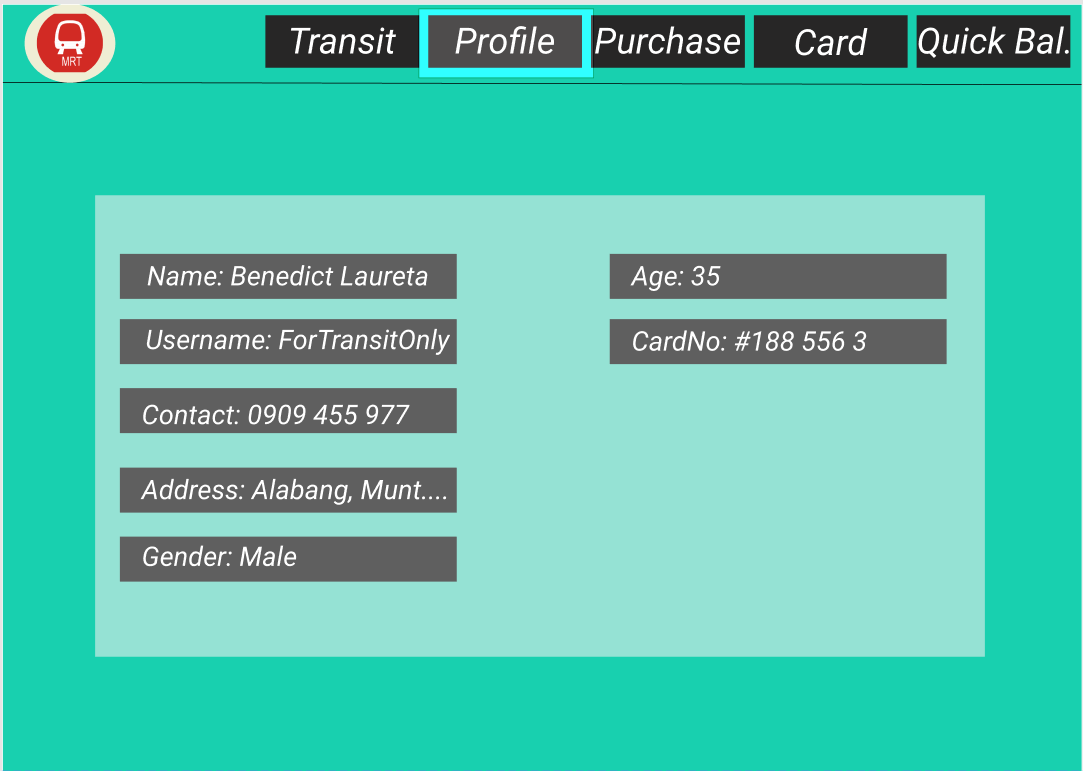 MRT
Transit
Profile
Purchase
Card
Quick Bal.
Name: Benedict Laureta
Username: ForTransitOnly
Contact: 0909 455 977
Address: Alabang, Munt....
Gender: Male
Age: 35
CardNo: #188 556 3